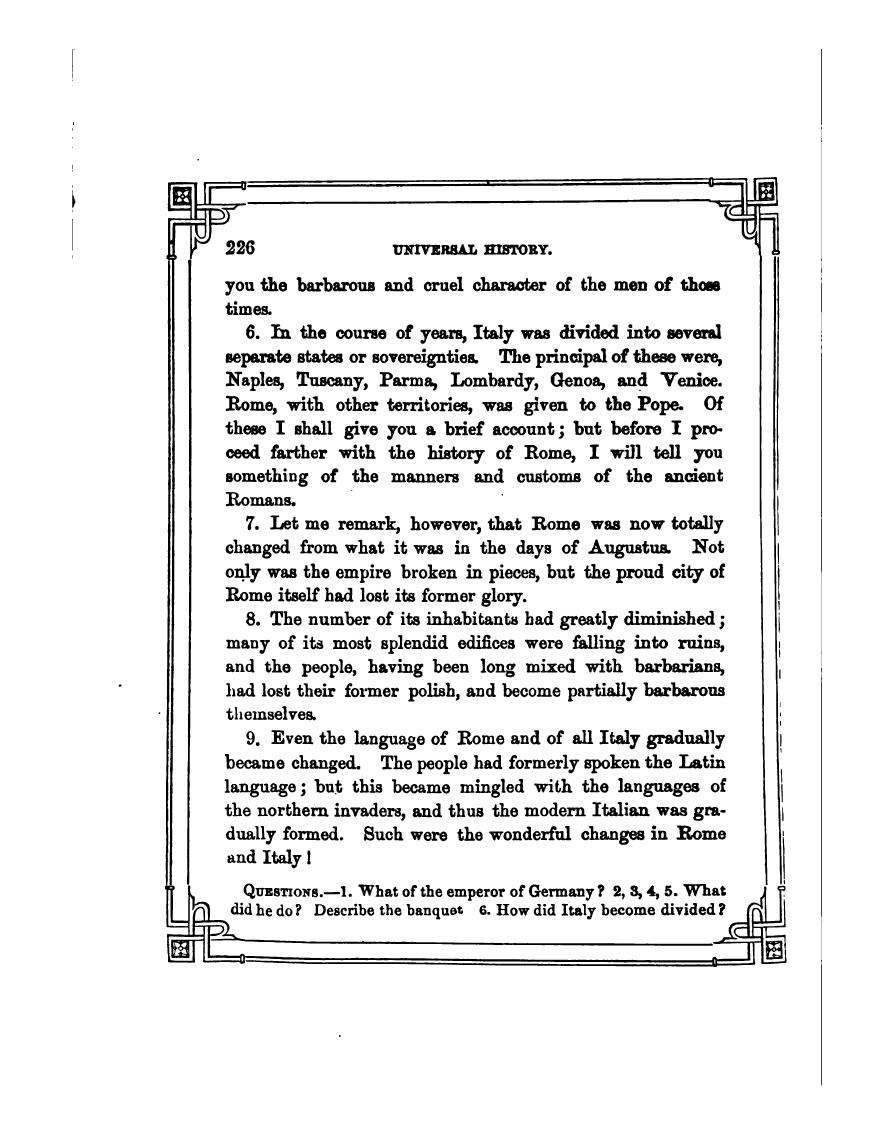 226 UNIVERSAL HISTORY.
you the barbarous and cruel character of the men of those
times.
6. In the course of years, Italy was divided into several
separate states or sovereignties. The principal of these were,
Naples, Tuscany, Parma, Lombardy, Genoa, and Venice.
Rome, with other territories, was given to the Pope. Of
these I shall give you a brief account; but before I pro-
ceed farther with the history of Rome, I will tell you
something of the manners and customs of the ancient
Romans.
7. Let me remark, however, that Rome was now totally
changed from what it was in the days of Augustus. Not
only was the empire broken in pieces, but the proud city of
Rome itself had lost its former glory.
8. The number of its inhabitants had greatly diminished;
many of its most splendid edifices were falling into ruins,
and the people, having been long mixed with barbarians,
had lost their former polish, and become partially barbarous
themselves.
9. Even the language of Rome and of all Italy gradually
became changed. The people had formerly spoken the Latin
language; but this became mingled with the languages of
the northern invaders, and thus the modern Italian was gra-
dually formed. Such were the wonderful changes in Rome
and Italy!
QUESTIONS.—1. What of the emperor of Germany? 2, 3, 4, 5. What
did he do? Describe the banquet 6. How did Italy become divided?